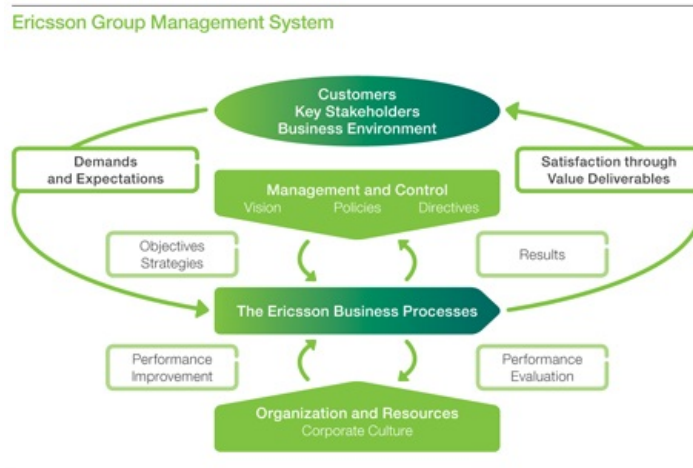 Ericsson Group Management System
Customers
Key Stakeholders
Business Environment
Demands
and Expectations
Satisfaction through
Value Deliverables
Management and Control
Vision Policies Directives
Objectives
Strategies
Results
The Ericsson Business Processes
Performance
Improvement
Performance
Evaluation
Organization and Resources
Corporate Culture